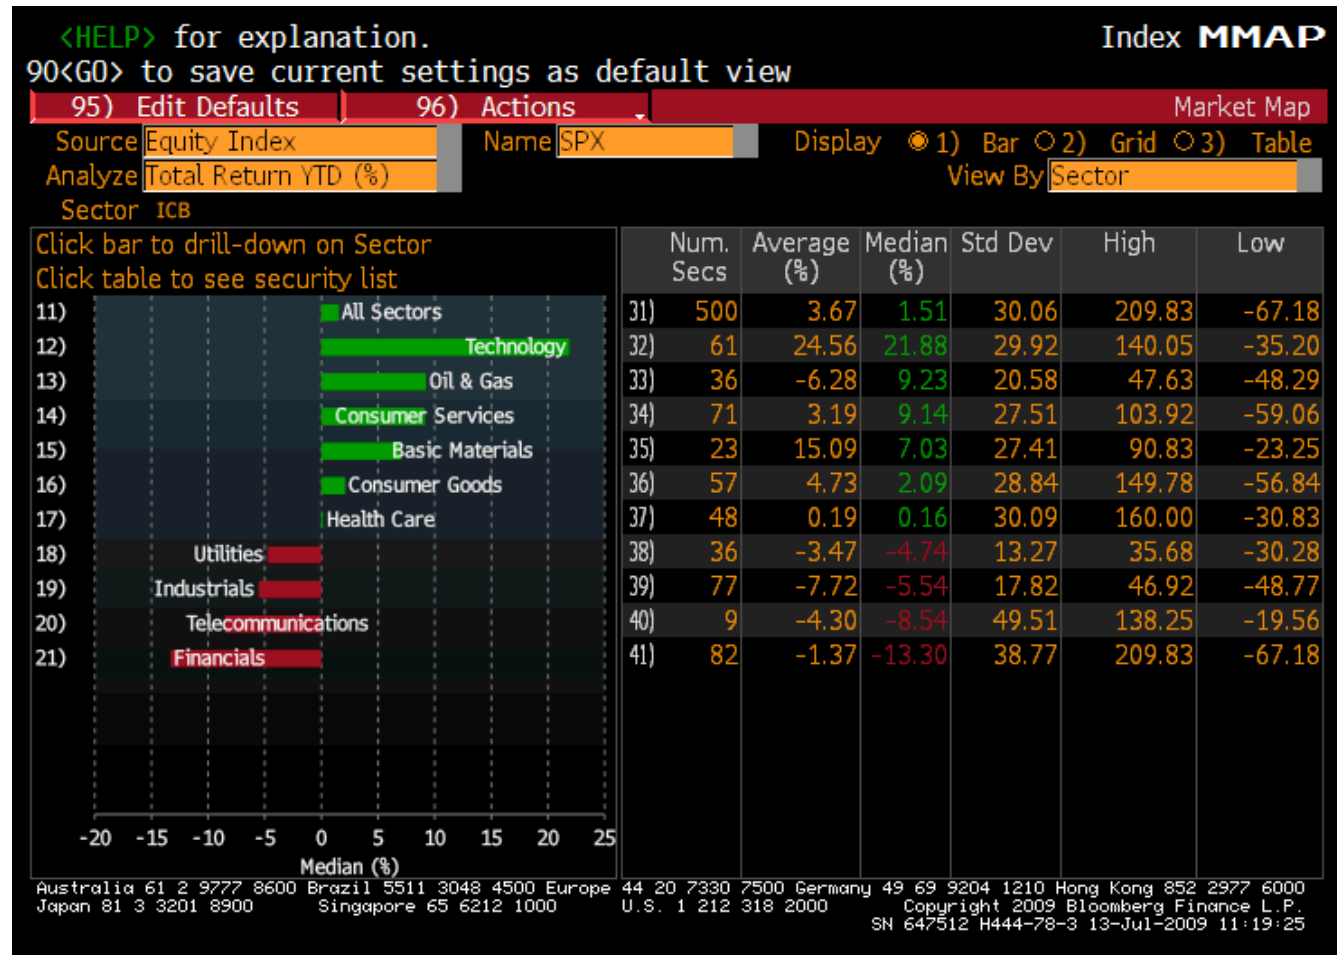 <HELP> for explanation. Index MMAP
90<GO> to save current settings as default view
95) Edit Defaults 96) Actions Market Map
Source Equity Index Name SPX Display 1) Bar 2) Grid 3) Table
Analyze Total Return YTD (%) View By Sector
Sector ICB
Click bar to drill-down on Sector
Click table to see security list
Num. Secs Average (%) Median (%) Std Dev High Low
11) All Sectors 31) 500 3.67 1.51 30.06 209.83 -67.18
12) Technology 32) 61 24.56 21.88 29.92 140.05 -35.20
13) Oil & Gas 33) 36 -6.28 9.23 20.58 47.63 -48.29
14) Consumer Services 34) 71 3.19 9.14 27.51 103.92 -59.06
15) Basic Materials 35) 23 15.09 7.03 27.41 90.83 -23.25
16) Consumer Goods 36) 57 4.73 2.09 28.84 149.78 -56.84
17) Health Care 37) 48 0.19 0.16 30.09 160.00 -30.83
18) Utilities 38) 36 -3.47 -4.74 13.27 35.68 -30.28
19) Industrials 39) 77 -7.72 -5.54 17.82 46.92 -48.77
20) Telecommunications 40) 9 -4.30 -8.54 49.51 138.25 -19.56
21) Financials 41) 82 -1.37 -13.30 38.77 209.83 -67.18
-20 -15 -10 -5 0 5 10 15 20 25
Median (%)
Australia 61 2 9777 8600 Brazil 5511 3048 4500 Europe 44 20 7330 7500 Germany 49 69 9204 1210 Hong Kong 852 2977 6000
Japan 81 3 3201 8900 Singapore 65 6212 1000 U.S. 1 212 318 2000 Copyright 2009 Bloomberg Finance L.P.
SN 647512 H444-78-3 13-Jul-2009 11:19:25